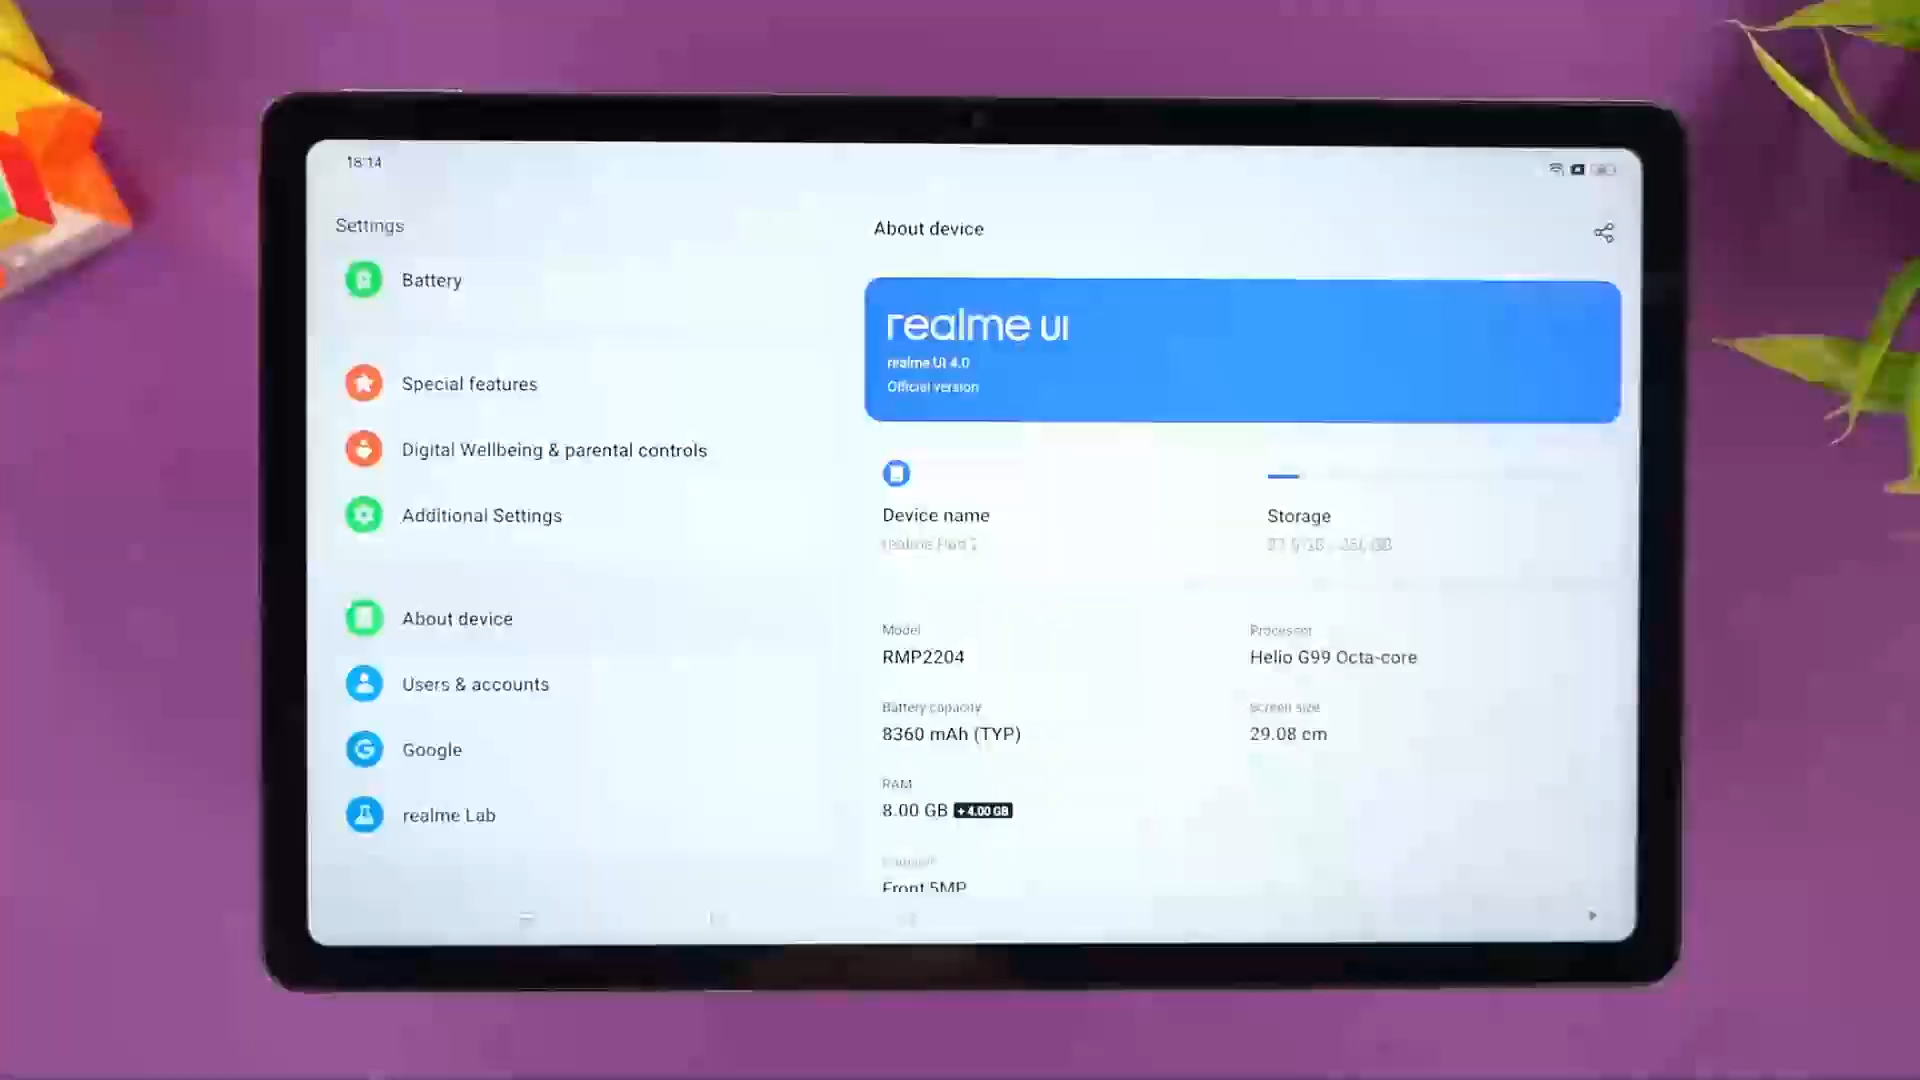 18:14
Settings
Battery
Special features
Digital Wellbeing & parental controls
Additional Settings
About device
Users & accounts
Google
realme Lab
About device
realme UI
realme UI 4.0
Official version
Device name
realme Pad 2
Storage
Model
RMP2204
Processor
Helio G99 Octa-core
Battery capacity
8360 mAh (TYP)
Screen size
29.08 cm
RAM
8.00 GB +4.00 GB
Front 5MP